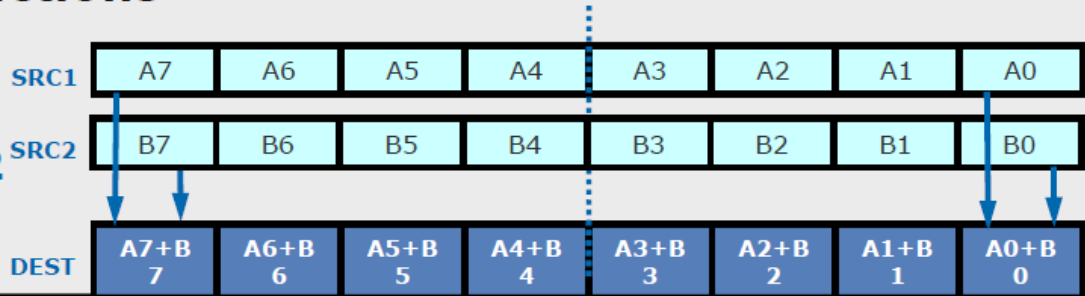 SRC1 A7 A6 A5 A4 A3 A2 A1 A0
SRC2 B7 B6 B5 B4 B3 B2 B1 B0
DEST A7+B A6+B A5+B A4+B A3+B A2+B A1+B A0+B
7 6 5 4 3 2 1 0